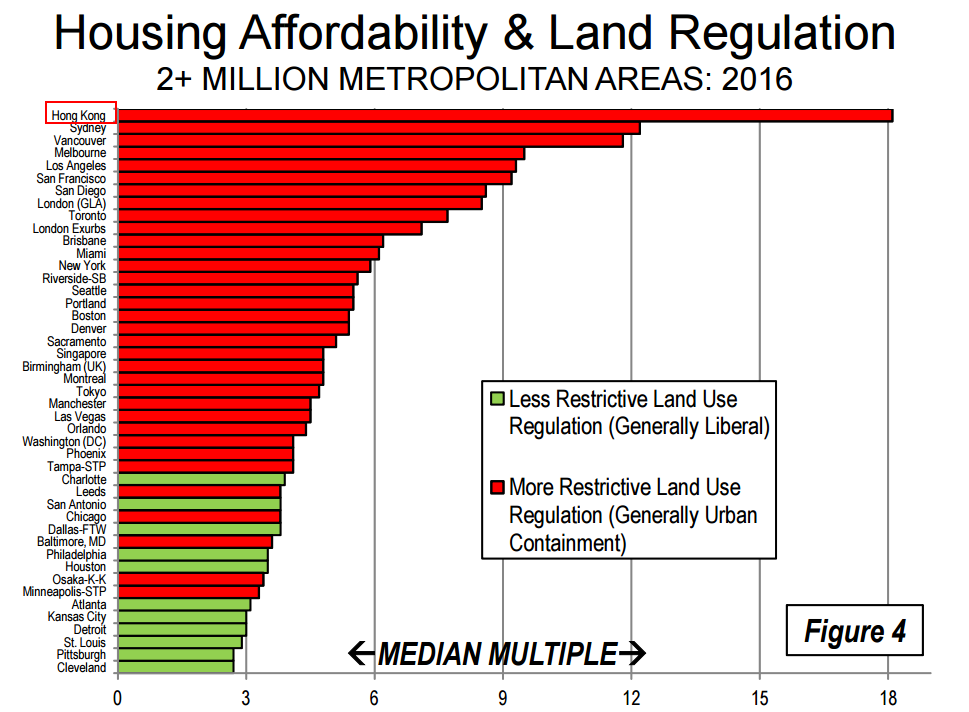 Housing Affordability & Land Regulation
2+ MILLION METROPOLITAN AREAS: 2016
Hong Kong
Sydney
Vancouver
Melbourne
Los Angeles
San Francisco
San Diego
London (GLA)
Toronto
London Exurbs
Brisbane
Miami
New York
Riverside-SB
Seattle
Portland
Boston
Denver
Sacramento
Singapore
Birmingham (UK)
Montreal
Tokyo
Manchester
Las Vegas
Orlando
Washington (DC)
Phoenix
Tampa-STP
Charlotte
Leeds
San Antonio
Chicago
Dallas-FTW
Baltimore, MD
Philadelphia
Houston
Osaka-K-K
Minneapolis-STP
Atlanta
Kansas City
Detroit
St. Louis
Pittsburgh
Cleveland
Less Restrictive Land Use
Regulation (Generally Liberal)
More Restrictive Land Use
Regulation (Generally Urban
Containment)
Figure 4
MEDIAN MULTIPLE
0 3 6 9 12 15 18